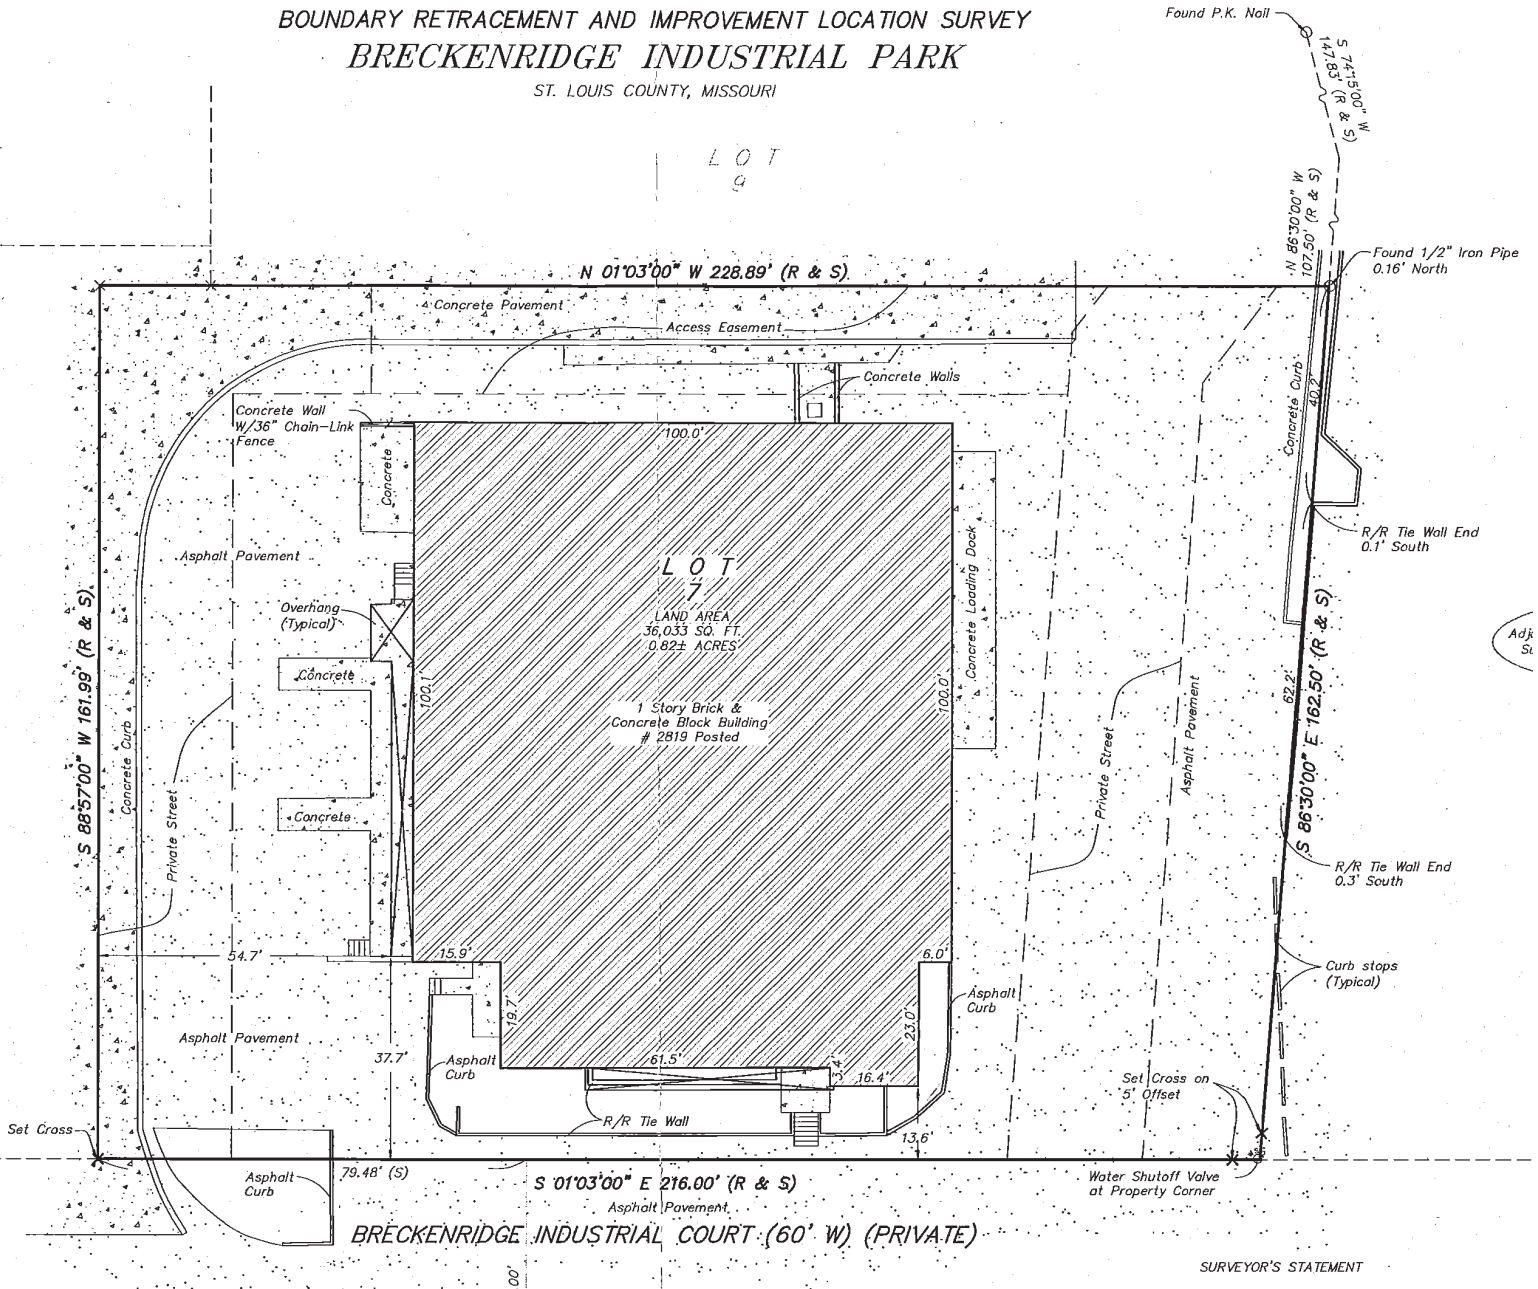 BOUNDARY RETRACEMENT AND IMPROVEMENT LOCATION SURVEY
BRECKENRIDGE INDUSTRIAL PARK
ST. LOUIS COUNTY, MISSOURI
Found P.K. Nail
S 74°15'00" W
147.83' (R & S)
LOT
9
N 86°30'00" W
107.50' (R & S)
Found 1/2" Iron Pipe
0.16' North
N 01°03'00" W 228.89' (R & S)
Concrete Pavement
Access Easement
Concrete Walls
Concrete Wall
W/36" Chain-Link
Fence
100.0'
Concrete Curb
40.2'
Concrete
R/R Tie Wall End
0.1' South
Asphalt Pavement
LOT
7
LAND AREA
36,033 SQ. FT.
0.82± ACRES
Concrete Loading Dock
Overhang
(Typical)
S 88°57'00" W 161.99' (R & S)
Concrete
100.1'
100.0'
1 Story Brick &
Concrete Block Building
# 2819 Posted
62.2'
S 86°30'00" E 162.50' (R & S)
Asphalt Pavement
Private Street
Concrete Curb
Private Street
Concrete
R/R Tie Wall End
0.3' South
54.7'
15.9'
6.0'
Curb stops
(Typical)
Asphalt
Curb
19.7'
23.0'
Asphalt Pavement
37.7'
Asphalt
Curb
61.5'
3.4'
16.4'
Set Cross on
5' Offset
R/R Tie Wall
13.6'
Set Cross
79.48' (S)
Asphalt
Curb
S 01°03'00" E 216.00' (R & S)
Water Shutoff Valve
at Property Corner
Asphalt Pavement
BRECKENRIDGE INDUSTRIAL COURT (60' W) (PRIVATE)
00'
SURVEYOR'S STATEMENT